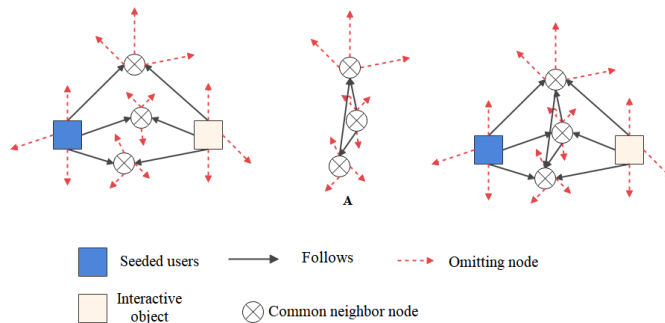 A
Seeded users
Follows
Omitting node
Interactive
object
Common neighbor node